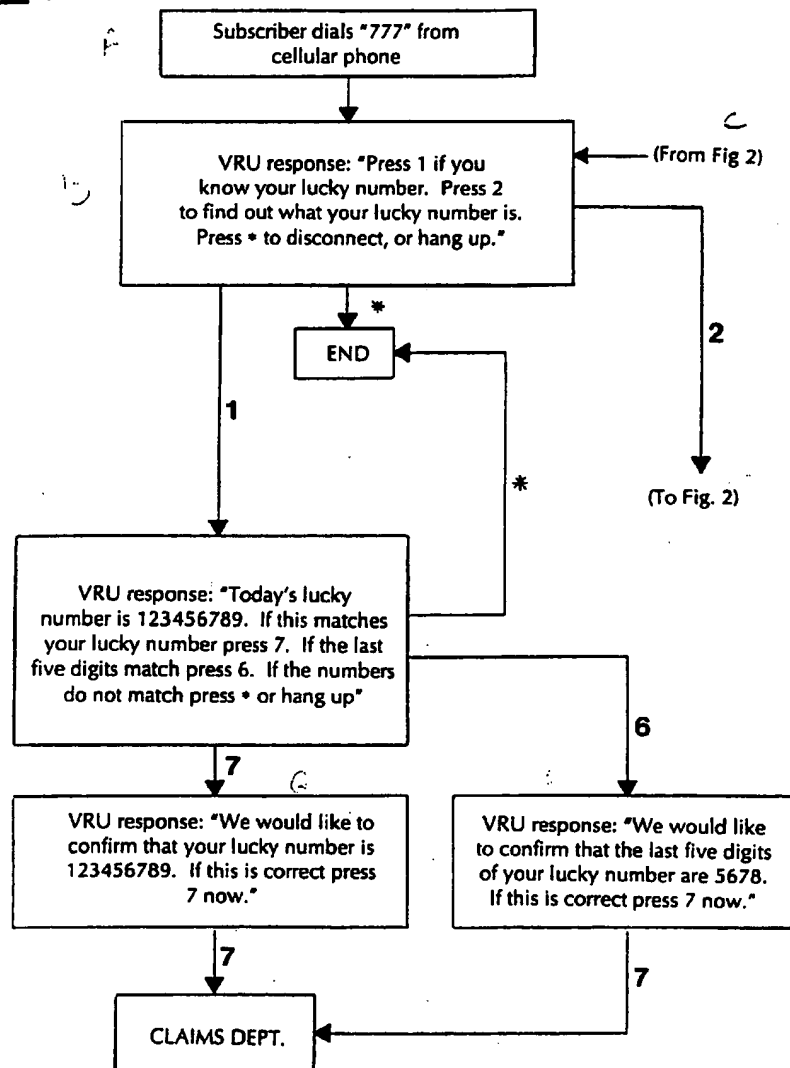 Subscriber dials "777" from
cellular phone
VRU response: "Press 1 if you
know your lucky number. Press 2
to find out what your lucky number is.
Press * to disconnect, or hang up."
(From Fig 2)
*
END
2
1
*
(To Fig. 2)
VRU response: "Today's lucky
number is 123456789. If this matches
your lucky number press 7. If the last
five digits match press 6. If the numbers
do not match press * or hang up"
6
7
VRU response: "We would like to
confirm that your lucky number is
123456789. If this is correct press
7 now."
VRU response: "We would like
to confirm that the last five digits
of your lucky number are 5678.
If this is correct press 7 now."
7
7
CLAIMS DEPT.